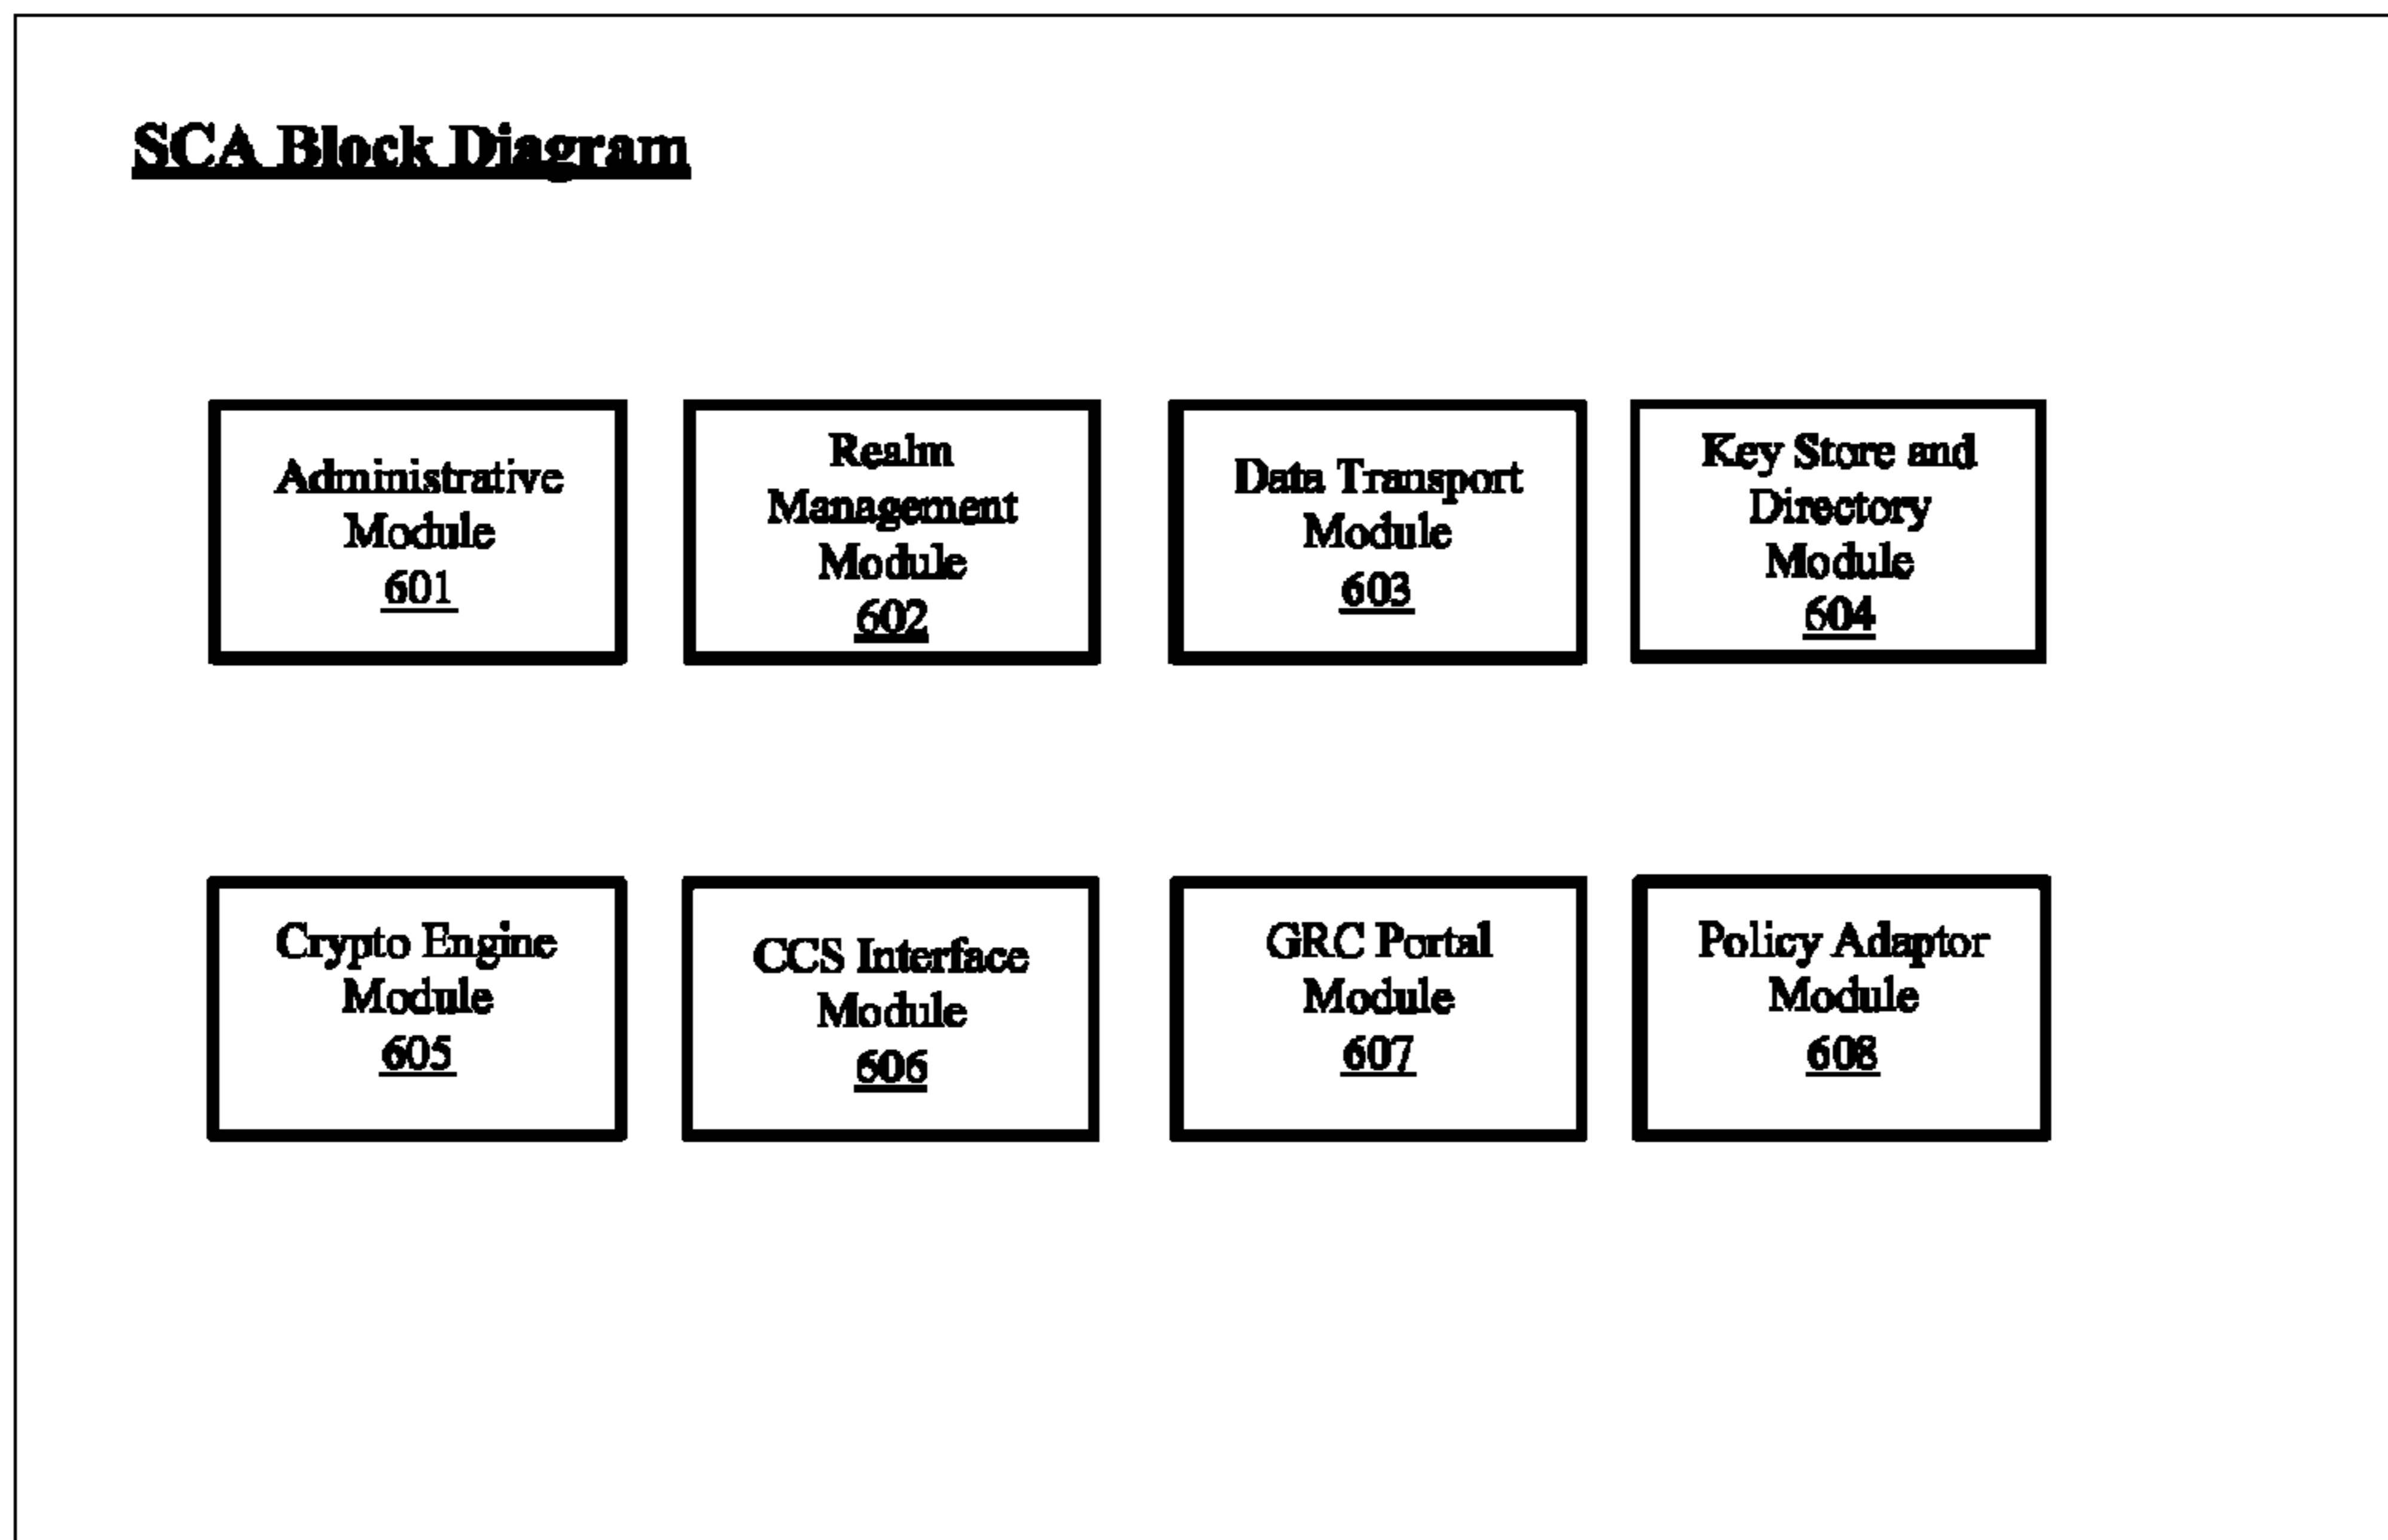 SCA Block Diagram
Administrative
Module
601
Realm
Management
Module
602
Data Transport
Module
603
Key Store and
Directory
Module
604
Crypto Engine
Module
605
CCS Interface
Module
606
GRC Portal
Module
607
Policy Adaptor
Module
608